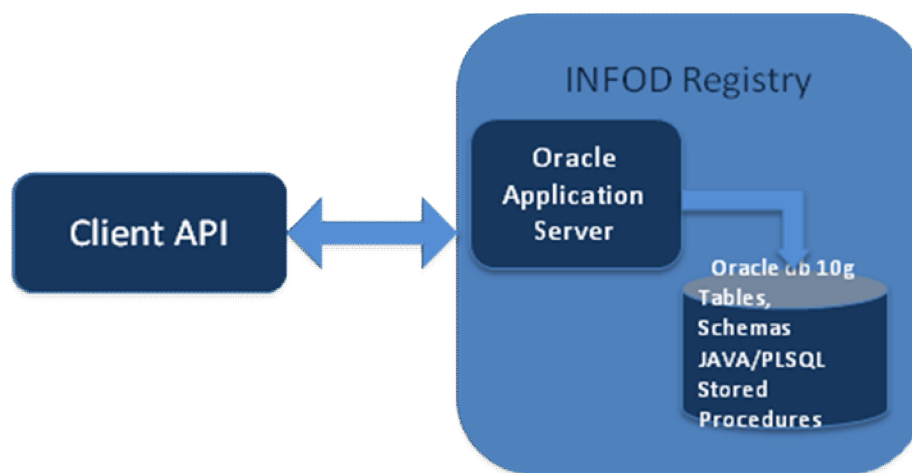 INFOD Registry
Oracle
Application
Server
Client API
Oracle db 10g
Tables,
Schemas
JAVA/PLSQL
Stored
Procedures